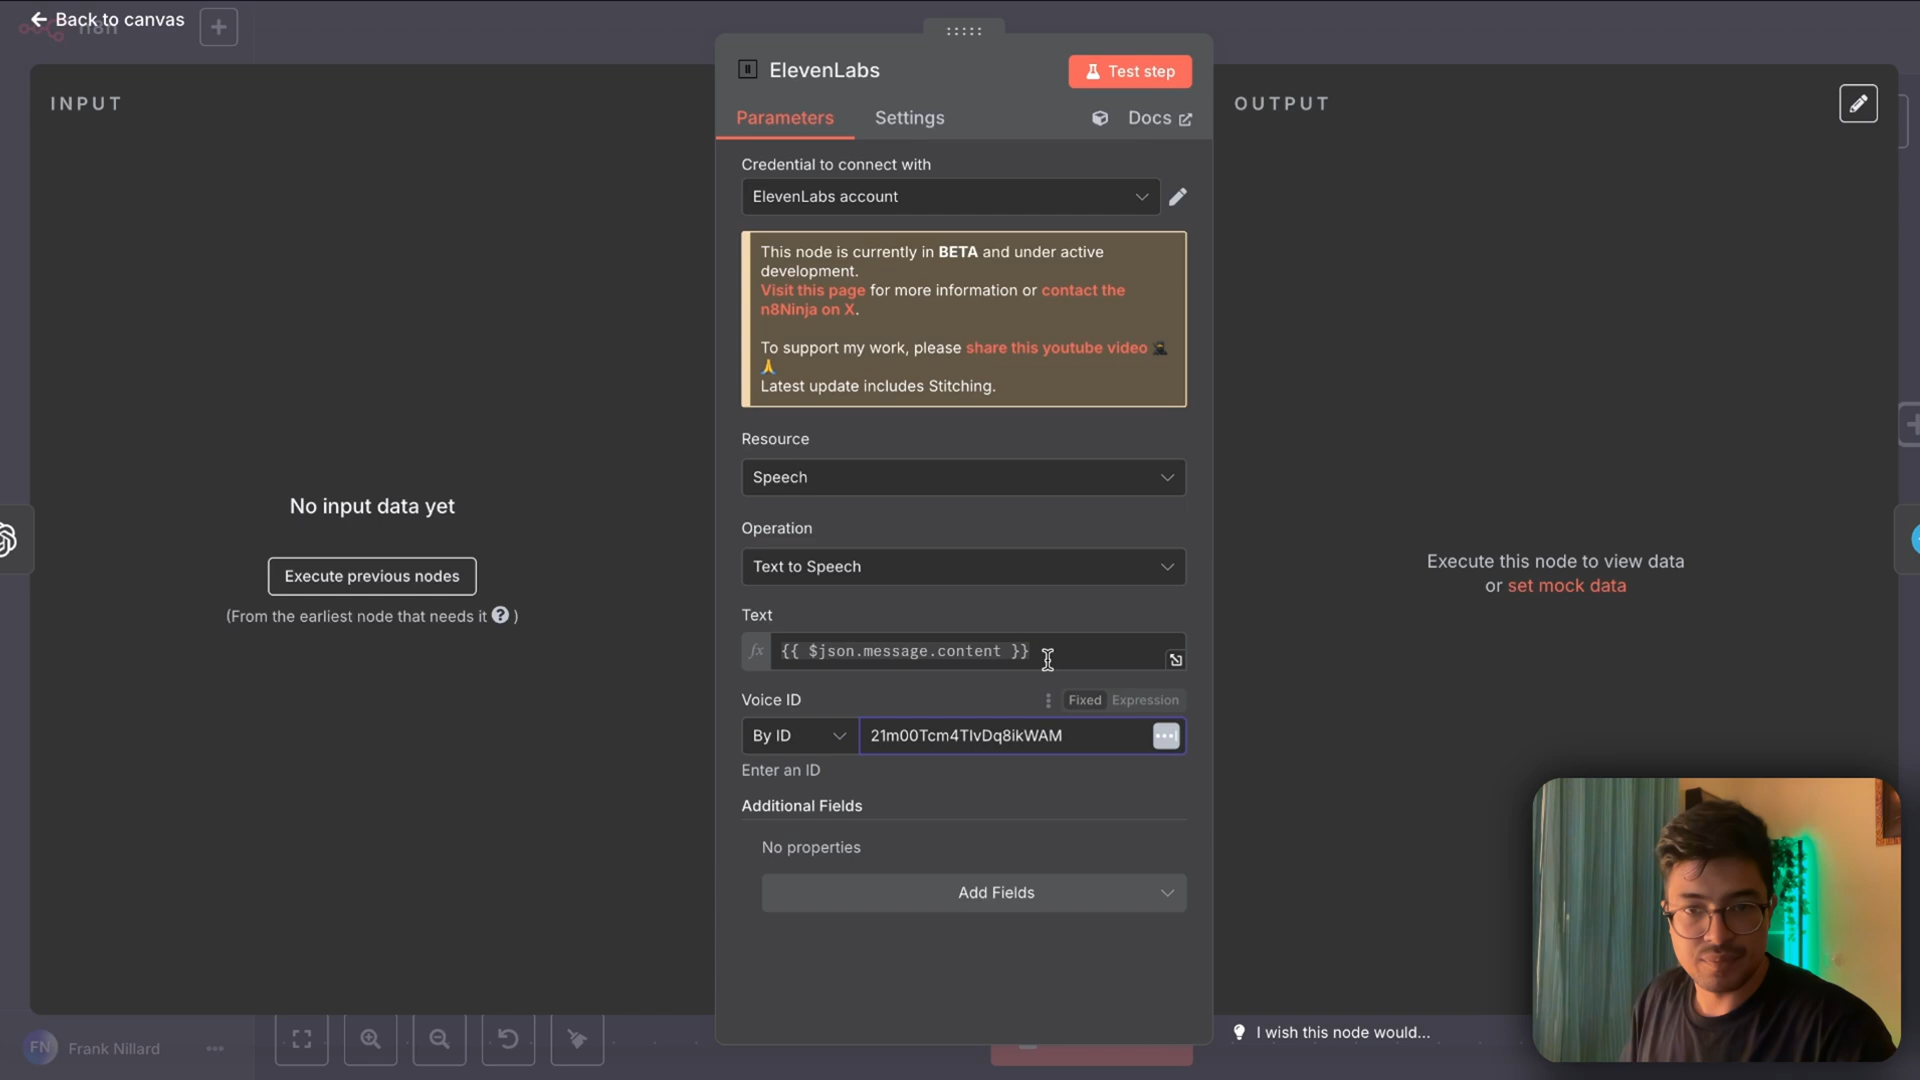 Back to canvas
n8n
INPUT
No input data yet
Execute previous nodes
(From the earliest node that needs it ? )
ElevenLabs
Test step
Parameters
Settings
Docs
Credential to connect with
ElevenLabs account
This node is currently in BETA and under active
development.
Visit this page for more information or contact the
n8Ninja on X.
To support my work, please share this youtube video 🥷
🙏
Latest update includes Stitching.
Resource
Speech
Operation
Text to Speech
Text
fx {{ $json.message.content }}
Voice ID
Fixed Expression
By ID
21m00Tcm4TlvDq8ikWAM
Enter an ID
Additional Fields
No properties
Add Fields
OUTPUT
Execute this node to view data
or set mock data
I wish this node would...
FN Frank Nillard